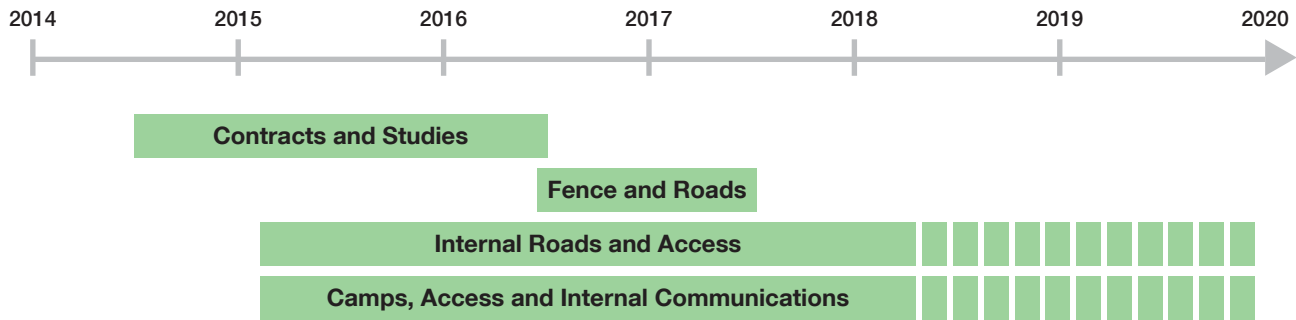 2014 2015 2016 2017 2018 2019 2020
Contracts and Studies
Fence and Roads
Internal Roads and Access
Camps, Access and Internal Communications